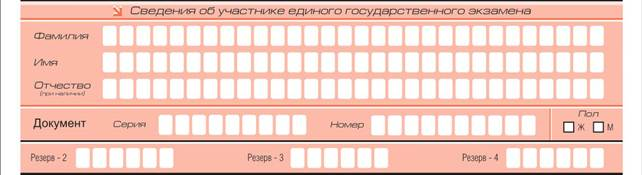 Сведения об участнике единого государственного экзамена
Фамилия
Имя
Отчество
(при наличии)
Документ Серия Номер Пол
Ж М
Резерв - 2 Резерв - 3 Резерв - 4